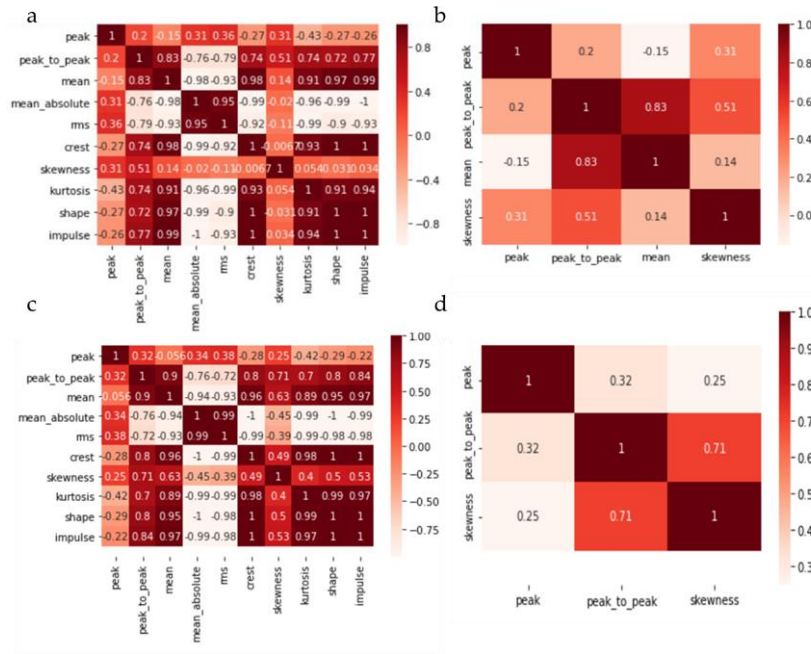 a
peak 1 0.2 -0.15 0.31 0.36 -0.27 0.31 -0.43 -0.27 -0.26
peak_to_peak 0.2 1 0.83 -0.76 -0.79 0.74 0.51 0.74 0.72 0.77
mean -0.15 0.83 1 -0.98 -0.93 0.98 0.14 0.91 0.97 0.99
mean_absolute 0.31 -0.76 -0.98 1 0.95 -0.99 -0.02 -0.96 -0.99 -1
rms 0.36 -0.79 -0.93 0.95 1 -0.92 -0.11 -0.99 -0.9 -0.93
crest -0.27 0.74 0.98 -0.99 -0.92 1 -0.0067 0.93 1 1
skewness 0.31 0.51 0.14 -0.02 -0.11 0.0067 1 0.054 0.031 0.034
kurtosis -0.43 0.74 0.91 -0.96 -0.99 0.93 0.054 1 0.91 0.94
shape -0.27 0.72 0.97 -0.99 -0.9 1 -0.031 0.91 1 1
impulse -0.26 0.77 0.99 -1 -0.93 1 0.034 0.94 1 1
peak peak_to_peak mean mean_absolute rms crest skewness kurtosis shape impulse
0.8
0.4
0.0
-0.4
-0.8
b
peak 1 0.2 -0.15 0.31
peak_to_peak 0.2 1 0.83 0.51
mean -0.15 0.83 1 0.14
skewness 0.31 0.51 0.14 1
peak peak_to_peak mean skewness
1.0
0.8
0.6
0.4
0.2
0.0
c
peak 1 0.32 -0.056 0.34 0.38 -0.28 0.25 -0.42 -0.29 -0.22
peak_to_peak 0.32 1 0.9 -0.76 -0.72 0.8 0.71 0.7 0.8 0.84
mean -0.056 0.9 1 -0.94 -0.93 0.96 0.63 0.89 0.95 0.97
mean_absolute 0.34 -0.76 -0.94 1 0.99 -1 -0.45 -0.99 -1 -0.99
rms 0.38 -0.72 -0.93 0.99 1 -0.99 -0.39 -0.99 -0.98 -0.98
crest -0.28 0.8 0.96 -1 -0.99 1 0.49 0.98 1 1
skewness 0.25 0.71 0.63 -0.45 -0.39 0.49 1 0.4 0.5 0.53
kurtosis -0.42 0.7 0.89 -0.99 -0.99 0.98 0.4 1 0.99 0.97
shape -0.29 0.8 0.95 -1 -0.98 1 0.5 0.99 1 1
impulse -0.22 0.84 0.97 -0.99 -0.98 1 0.53 0.97 1 1
peak peak_to_peak mean mean_absolute rms crest skewness kurtosis shape impulse
1.00
0.75
0.50
0.25
0.00
-0.25
-0.50
-0.75
d
peak 1 0.32 0.25
peak_to_peak 0.32 1 0.71
skewness 0.25 0.71 1
peak peak_to_peak skewness
1.0
0.9
0.8
0.7
0.6
0.5
0.4
0.3